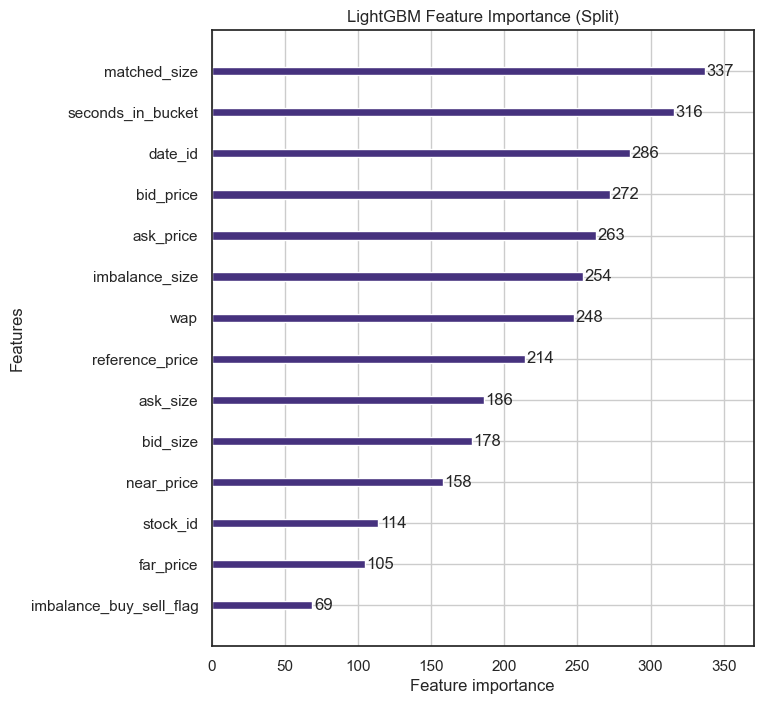 LightGBM Feature Importance (Split)
matched_size 337
seconds_in_bucket 316
date_id 286
bid_price 272
ask_price 263
imbalance_size 254
wap 248
reference_price 214
ask_size 186
bid_size 178
near_price 158
stock_id 114
far_price 105
imbalance_buy_sell_flag 69
Features
0 50 100 150 200 250 300 350
Feature importance